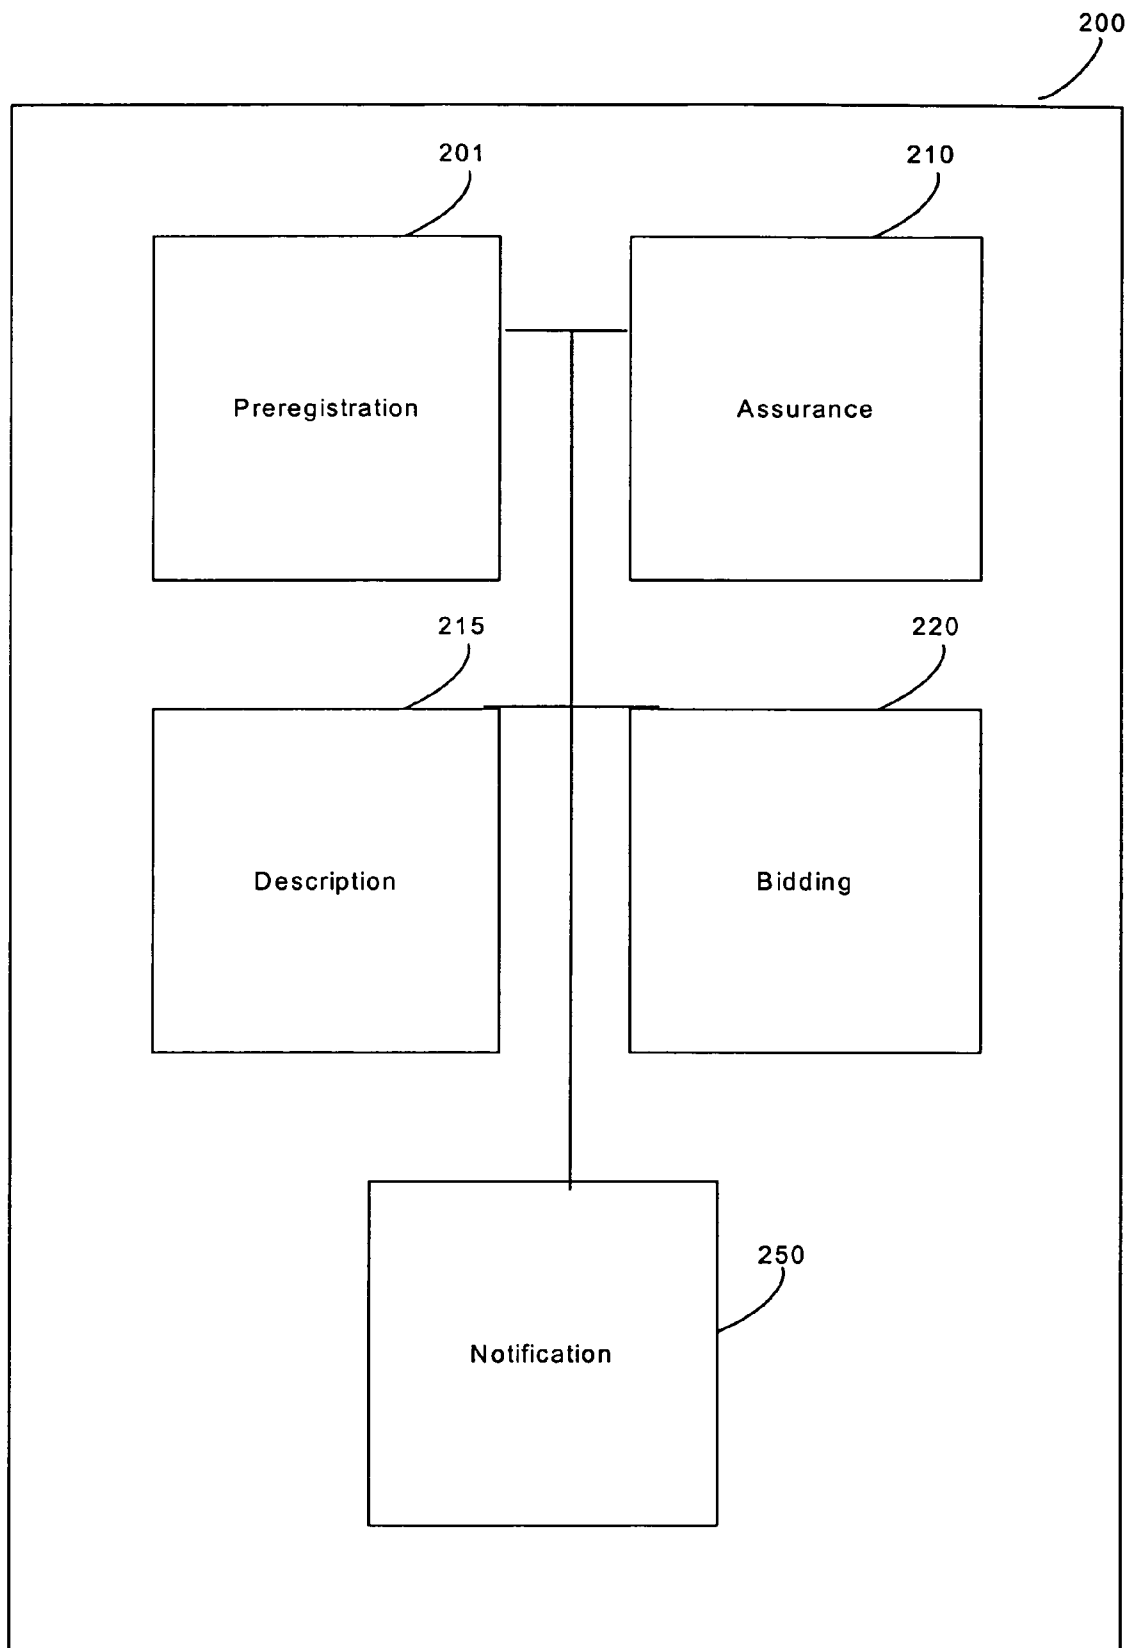 200
201
210
Preregistration
Assurance
215
220
Description
Bidding
250
Notification